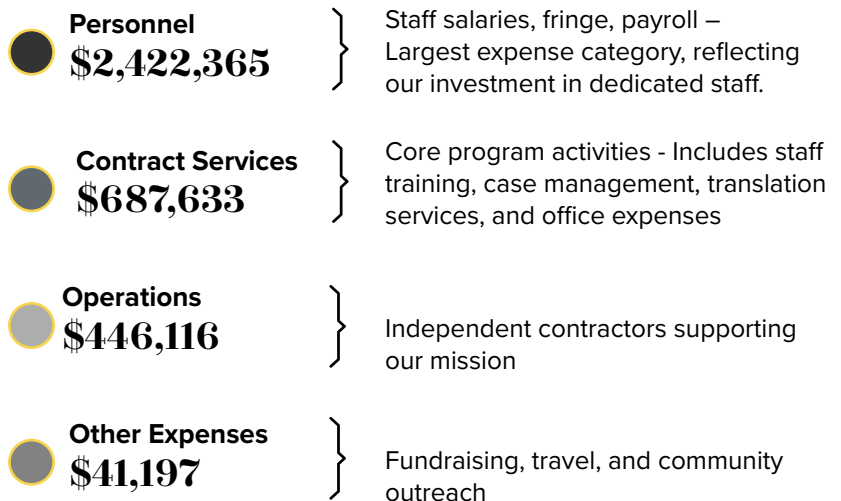 Personnel
$2,422,365
Staff salaries, fringe, payroll –
Largest expense category, reflecting
our investment in dedicated staff.
Contract Services
$687,633
Core program activities - Includes staff
training, case management, translation
services, and office expenses
Operations
$446,116
Independent contractors supporting
our mission
Other Expenses
$41,197
Fundraising, travel, and community
outreach